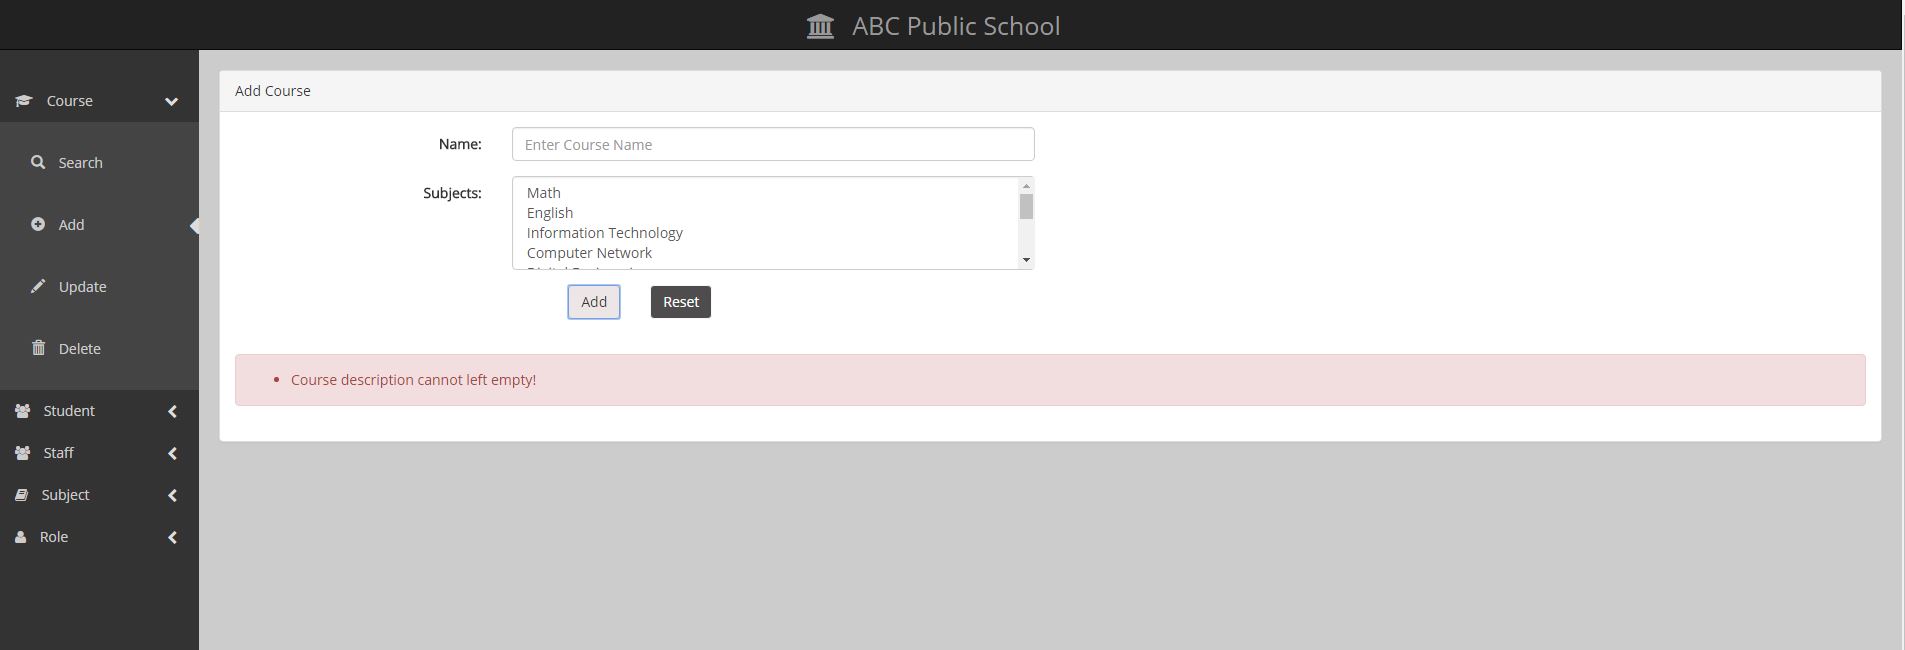 ABC Public School
Course
Search
Add
Update
Delete
Student
Staff
Subject
Role
Add Course
Name:
Enter Course Name
Subjects:
Math
English
Information Technology
Computer Network
Add
Reset
Course description cannot left empty!